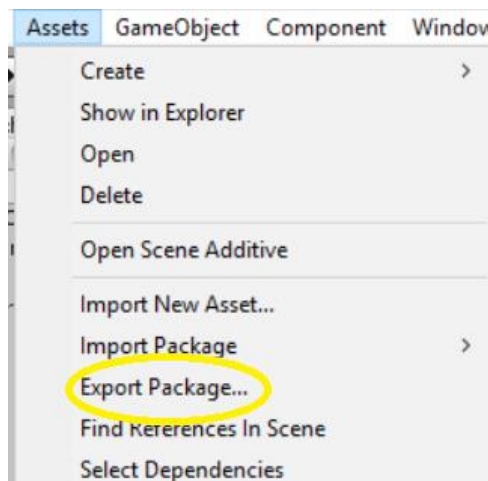 Assets GameObject Component Window
Create >
Show in Explorer
Open
Delete
Open Scene Additive
Import New Asset...
Import Package >
Export Package...
Find References In Scene
Select Dependencies